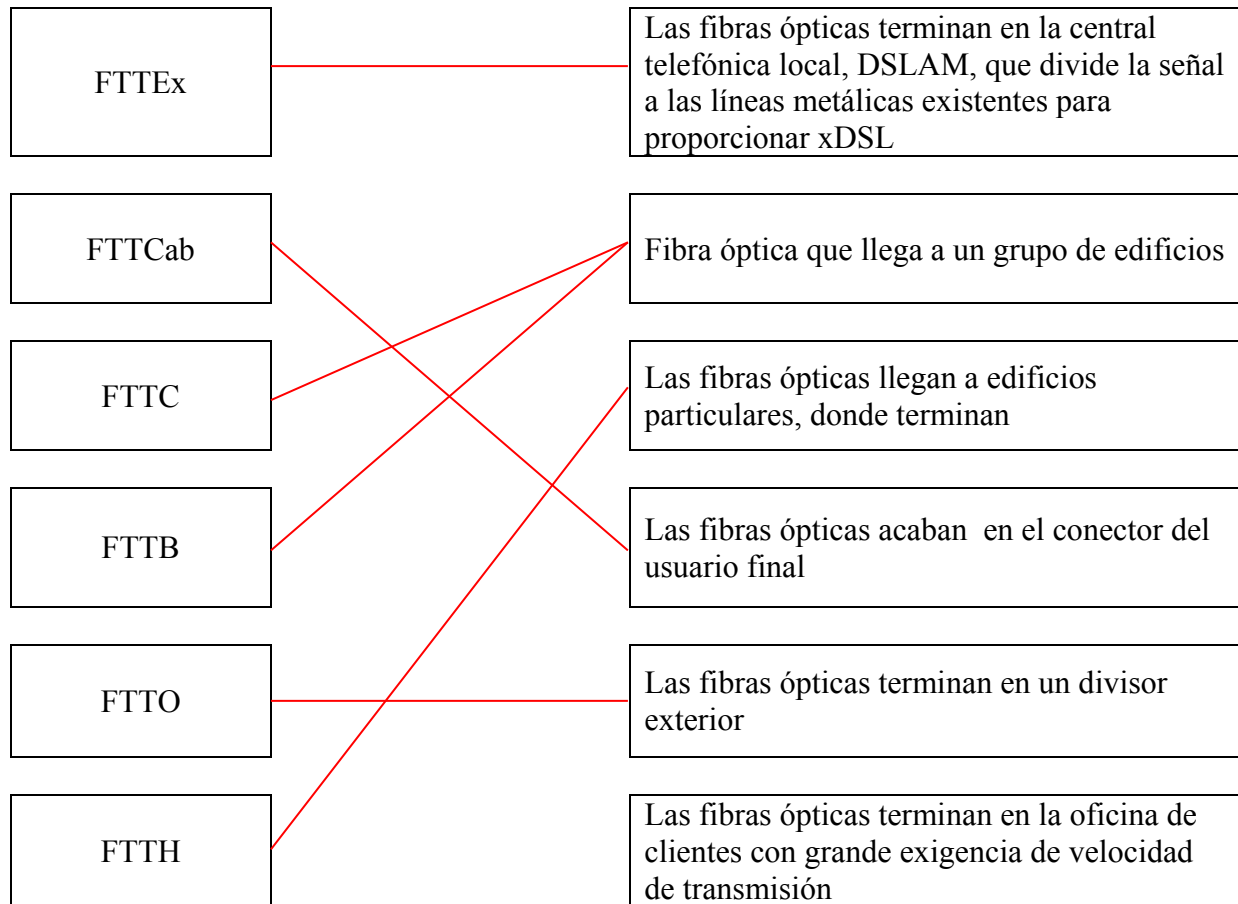 FTTEx
Las fibras ópticas terminan en la central
telefónica local, DSLAM, que divide la señal
a las líneas metálicas existentes para
proporcionar xDSL
FTTCab
Fibra óptica que llega a un grupo de edificios
FTTC
Las fibras ópticas llegan a edificios
particulares, donde terminan
FTTB
Las fibras ópticas acaban en el conector del
usuario final
FTTO
Las fibras ópticas terminan en un divisor
exterior
FTTH
Las fibras ópticas terminan en la oficina de
clientes con grande exigencia de velocidad
de transmisión